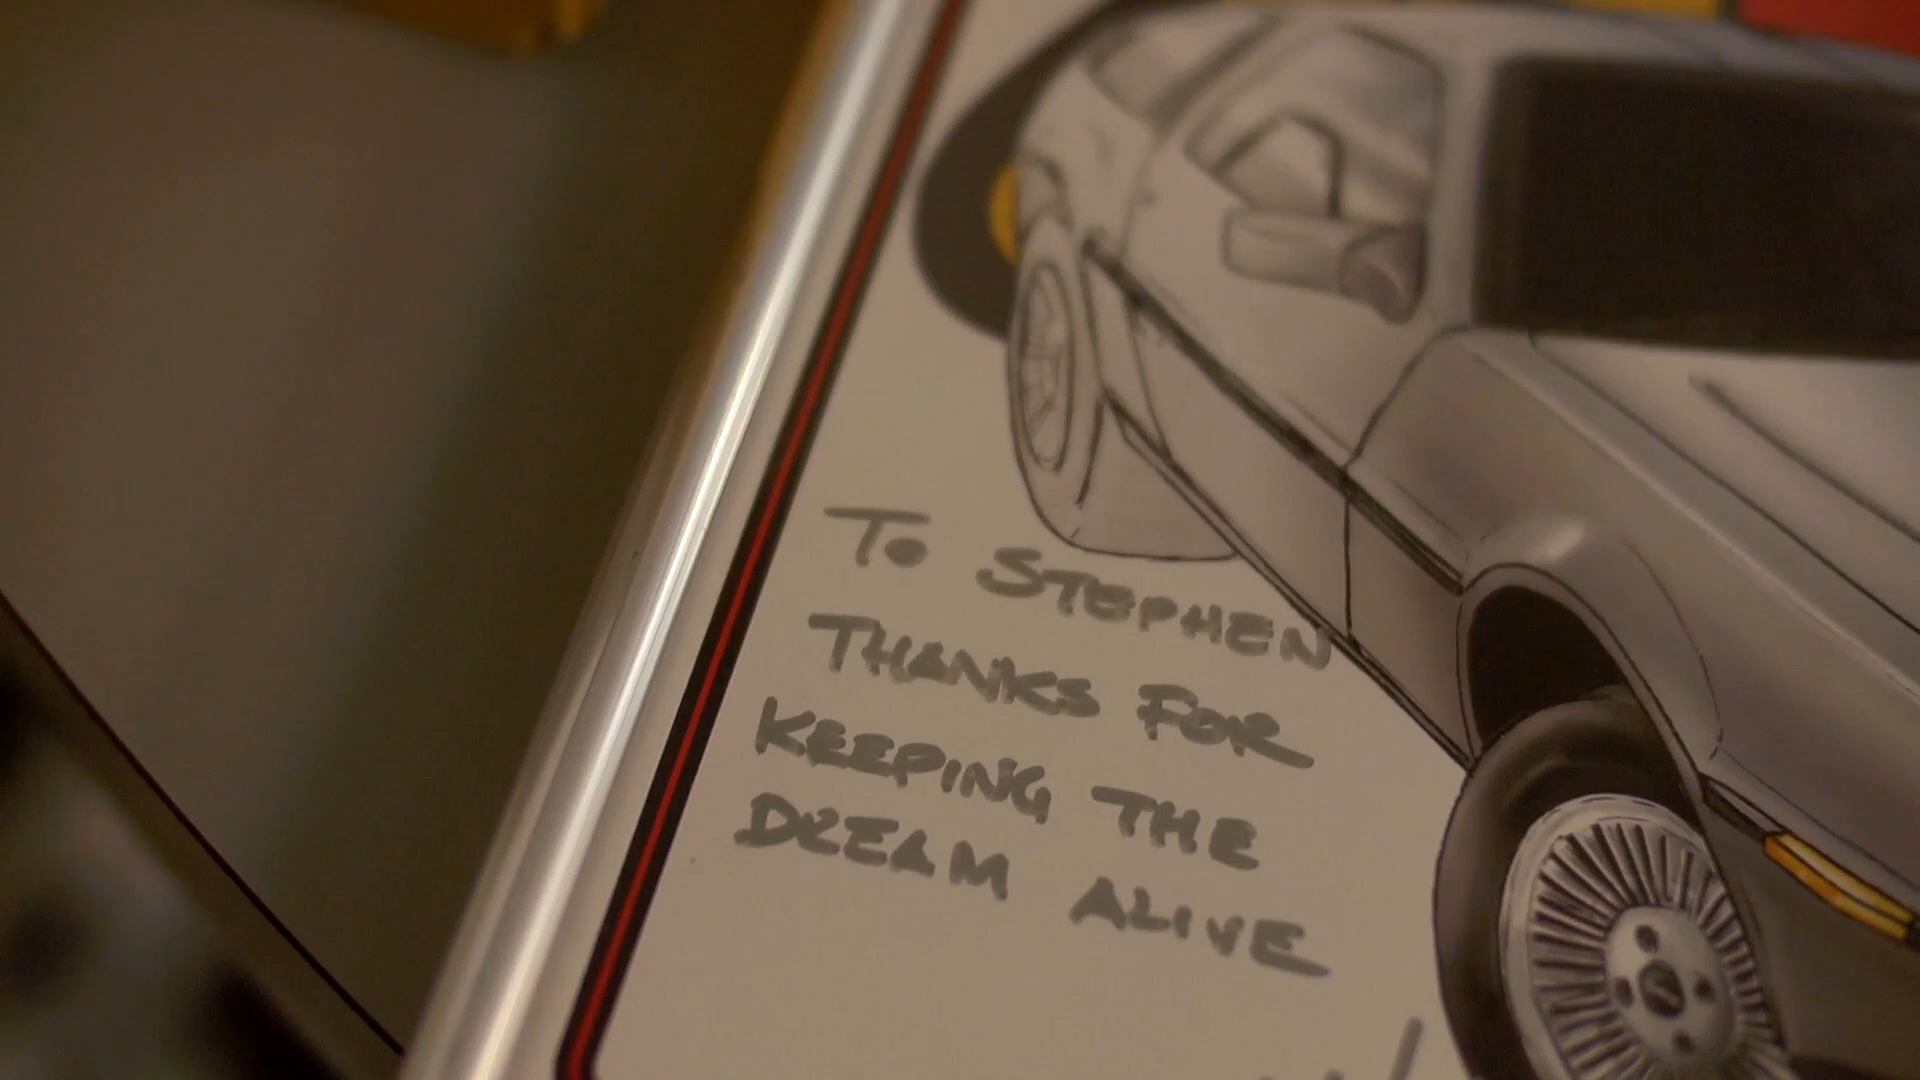 To STEPHEN
THANKS FOR
KEEPING THE
DREAM ALIVE